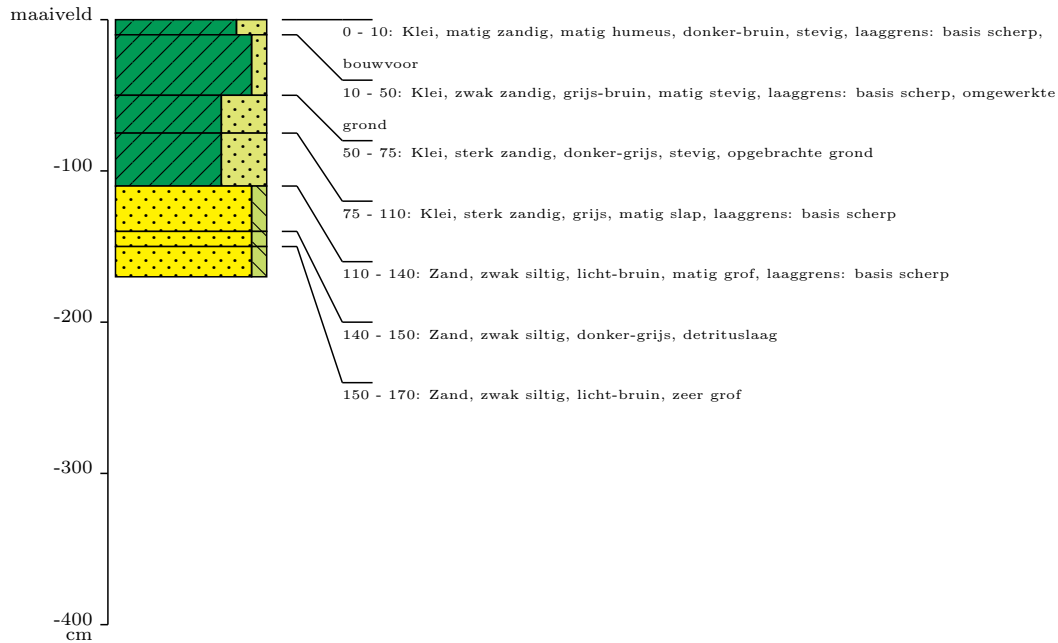 maaiveld
0 - 10: Klei, matig zandig, matig humeus, donker-bruin, stevig, laaggrens: basis scherp,
bouwvoor
10 - 50: Klei, zwak zandig, grijs-bruin, matig stevig, laaggrens: basis scherp, omgewerkte
grond
50 - 75: Klei, sterk zandig, donker-grijs, stevig, opgebrachte grond
-100
75 - 110: Klei, sterk zandig, grijs, matig slap, laaggrens: basis scherp
110 - 140: Zand, zwak siltig, licht-bruin, matig grof, laaggrens: basis scherp
-200
140 - 150: Zand, zwak siltig, donker-grijs, detrituslaag
150 - 170: Zand, zwak siltig, licht-bruin, zeer grof
-300
-400
cm